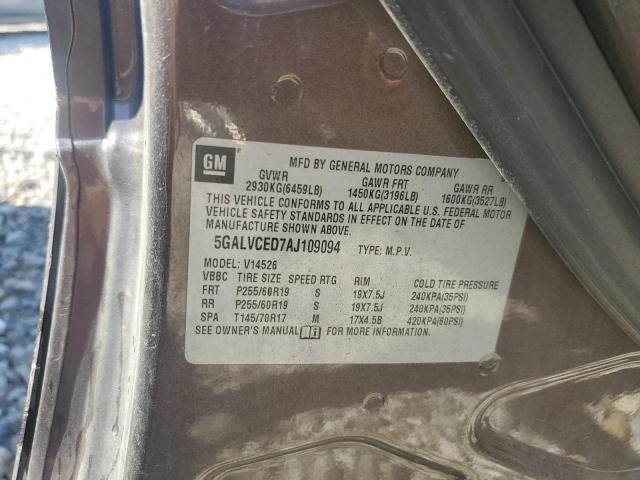 GM
MFD BY GENERAL MOTORS COMPANY
GVWR GAWR FRT GAWR RR
2930KG(6459LB) 1450KG(3196LB) 1600KG(3527LB)
THIS VEHICLE CONFORMS TO ALL APPLICABLE U.S. FEDERAL MOTOR
VEHICLE SAFETY STANDARDS IN EFFECT ON THE DATE OF
MANUFACTURE SHOWN ABOVE.
5GALVCED7AJ109094 TYPE: M.P.V.
MODEL: V14526
VBBC TIRE SIZE SPEED RTG RIM COLD TIRE PRESSURE
FRT P255/60R19 S 19X7.5J 240KPA(35PSI)
RR P255/60R19 S 19X7.5J 240KPA(35PSI)
SPA T145/70R17 M 17X4.5B 420KPA(60PSI)
SEE OWNER'S MANUAL FOR MORE INFORMATION.